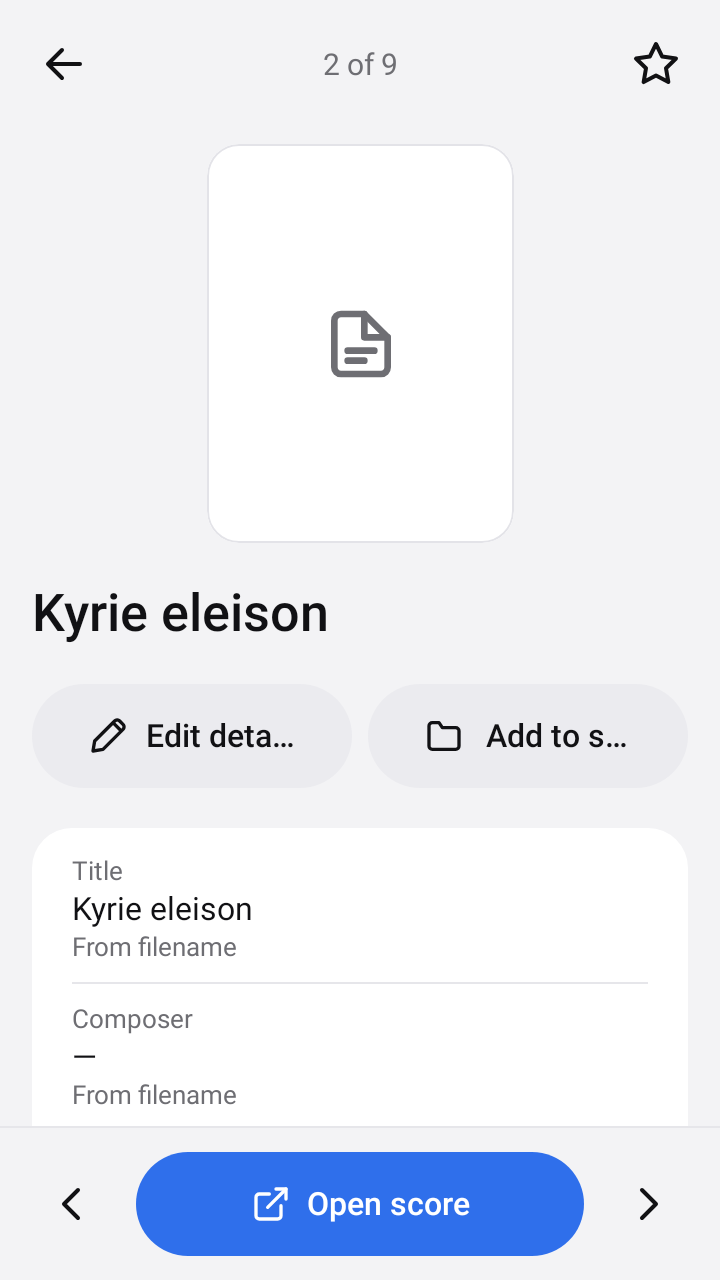 2 of 9
Kyrie eleison
Edit deta…
Add to s…
Title
Kyrie eleison
From filename
Composer
—
From filename
Open score